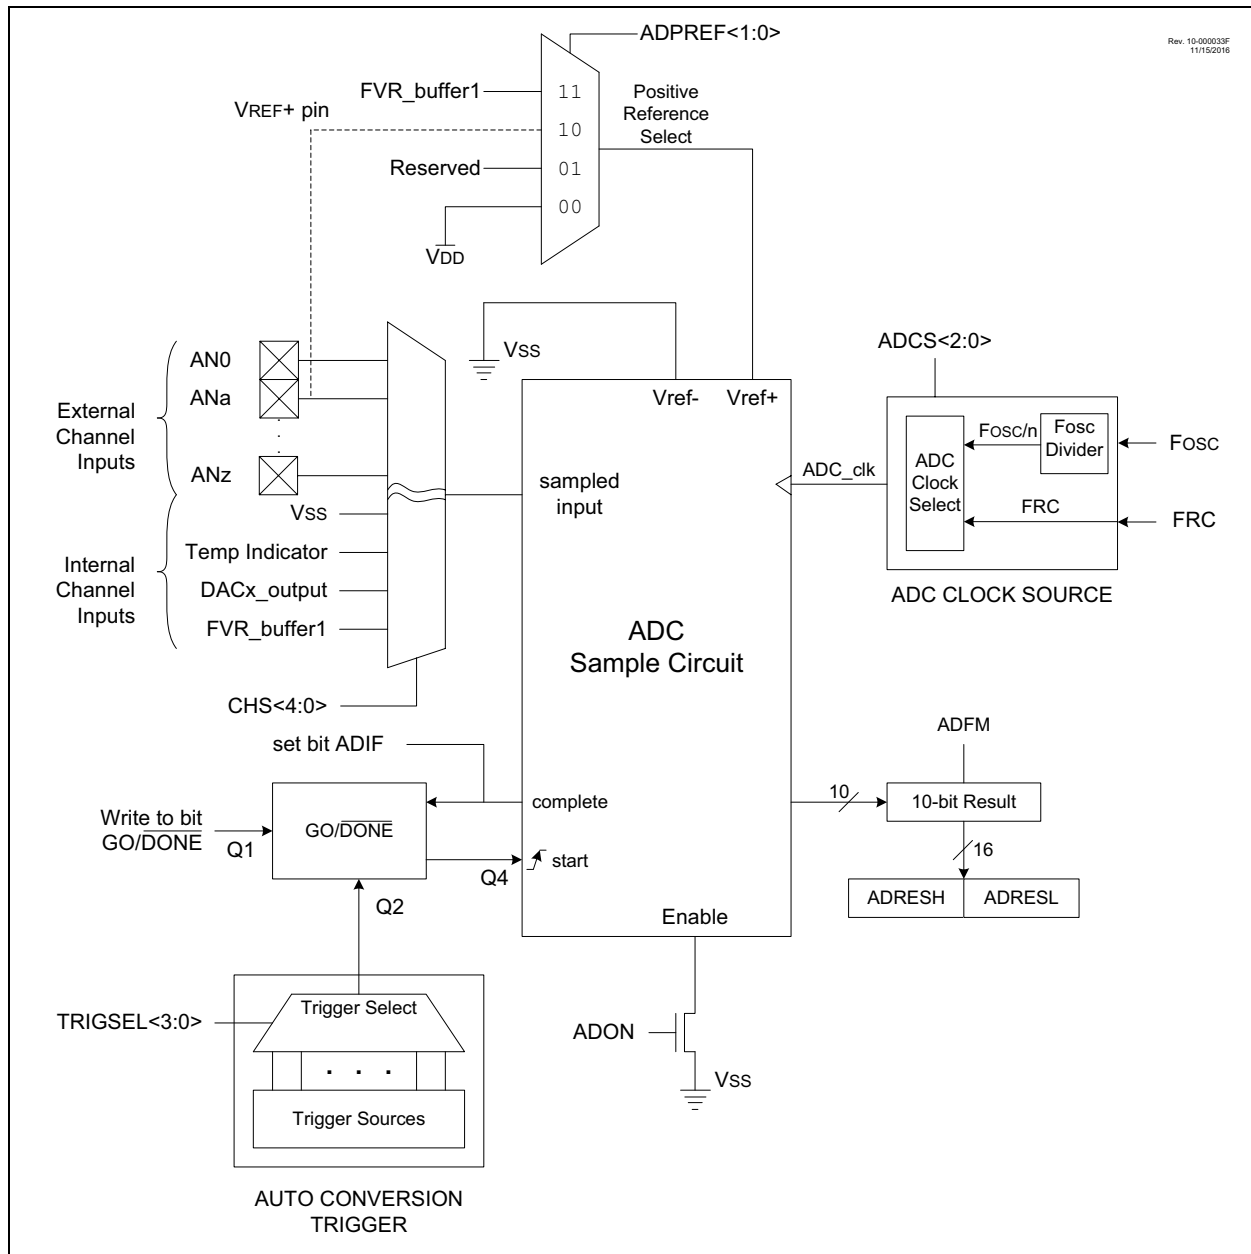 Rev. 10-000033F
11/15/2016
ADPREF<1:0>
FVR_buffer1
11
Positive
Reference
Select
VREF+ pin
10
Reserved
01
00
VDD
VSS
ADCS<2:0>
AN0
ANa
External
Channel
Inputs
.
.
.
ANz
Vref-
Vref+
FOSC/n
Fosc
Divider
FOSC
ADC
Clock
Select
ADC_clk
FRC
FRC
ADC CLOCK SOURCE
sampled
input
VSS
Temp Indicator
Internal
Channel
Inputs
DACx_output
FVR_buffer1
ADC
Sample Circuit
CHS<4:0>
set bit ADIF
ADFM
complete
10
10-bit Result
Write to bit
GO/DONE
Q1
GO/DONE
Q4
start
16
Q2
ADRESH
ADRESL
Enable
Trigger Select
TRIGSEL<3:0>
ADON
. . .
VSS
Trigger Sources
AUTO CONVERSION
TRIGGER